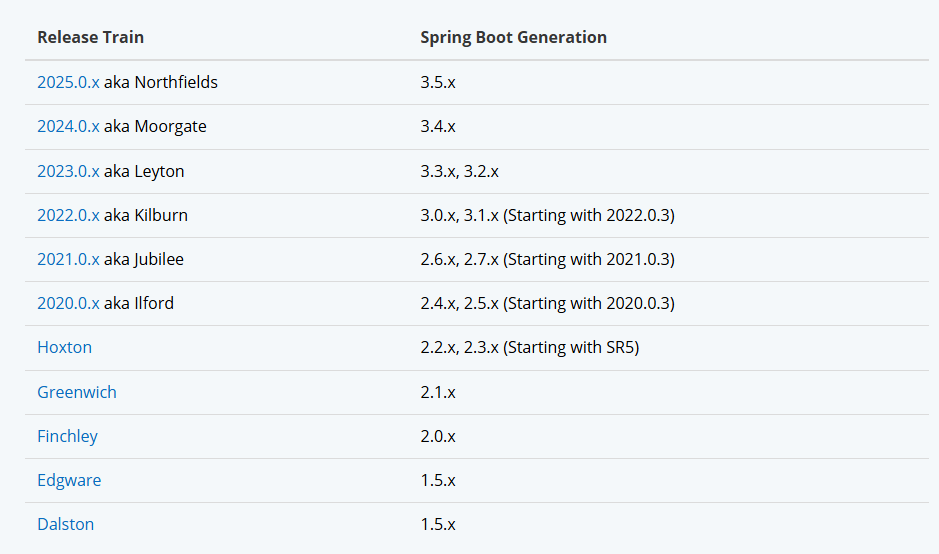 Release Train Spring Boot Generation
2025.0.x aka Northfields 3.5.x
2024.0.x aka Moorgate 3.4.x
2023.0.x aka Leyton 3.3.x, 3.2.x
2022.0.x aka Kilburn 3.0.x, 3.1.x (Starting with 2022.0.3)
2021.0.x aka Jubilee 2.6.x, 2.7.x (Starting with 2021.0.3)
2020.0.x aka Ilford 2.4.x, 2.5.x (Starting with 2020.0.3)
Hoxton 2.2.x, 2.3.x (Starting with SR5)
Greenwich 2.1.x
Finchley 2.0.x
Edgware 1.5.x
Dalston 1.5.x